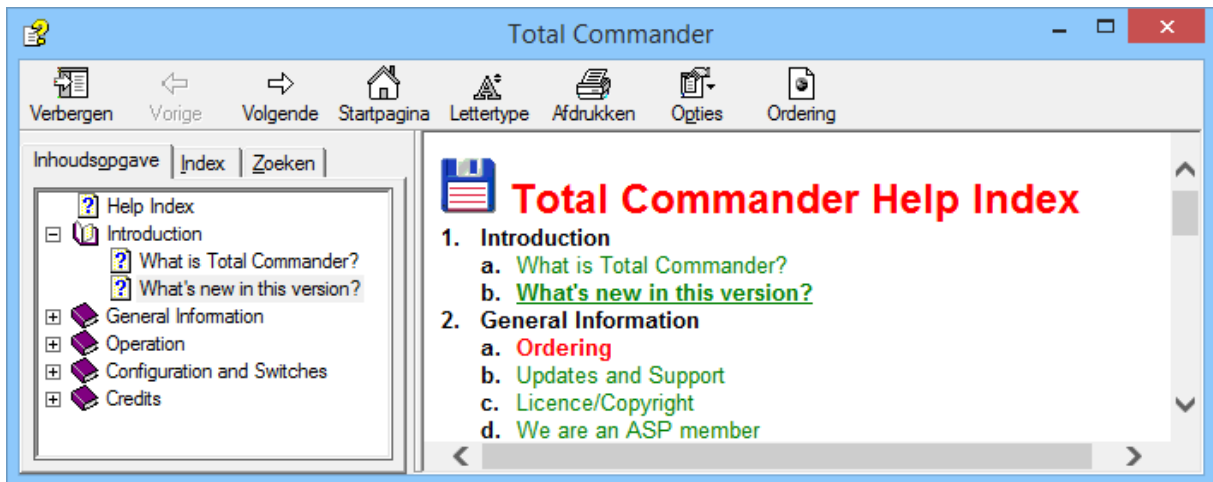 Total Commander
Verbergen Vorige Volgende Startpagina Lettertype Afdrukken Opties Ordering
Inhoudsopgave Index Zoeken
Help Index
Introduction
What is Total Commander?
What's new in this version?
General Information
Operation
Configuration and Switches
Credits
Total Commander Help Index
1. Introduction
a. What is Total Commander?
b. What's new in this version?
2. General Information
a. Ordering
b. Updates and Support
c. Licence/Copyright
d. We are an ASP member